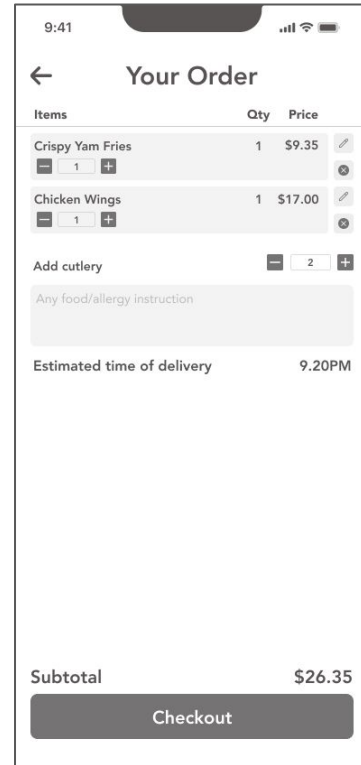 9:41
Your Order
Items Qty Price
Crispy Yam Fries 1 $9.35
1
Chicken Wings 1 $17.00
1
Add cutlery 2
Any food/allergy instruction
Estimated time of delivery 9.20PM
Subtotal $26.35
Checkout